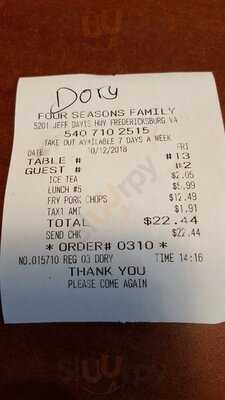 Dory
FOUR SEASONS FAMILY
5201 JEFF DAVIS HWY FREDERICKSBURG VA
540 710 2515
TAKE OUT AVAILABLE 7 DAYS A WEEK
DATE 10/12/2018 FRI
TABLE # #13
GUEST # #2
ICE TEA $2.05
LUNCH #5 $5.99
FRY PORK CHOPS $12.49
TAX1 AMT $1.91
TOTAL $22.44
SEND CHK $22.44
* ORDER# 0310 *
NO.015710 REG 03 DORY TIME 14:16
THANK YOU
PLEASE COME AGAIN